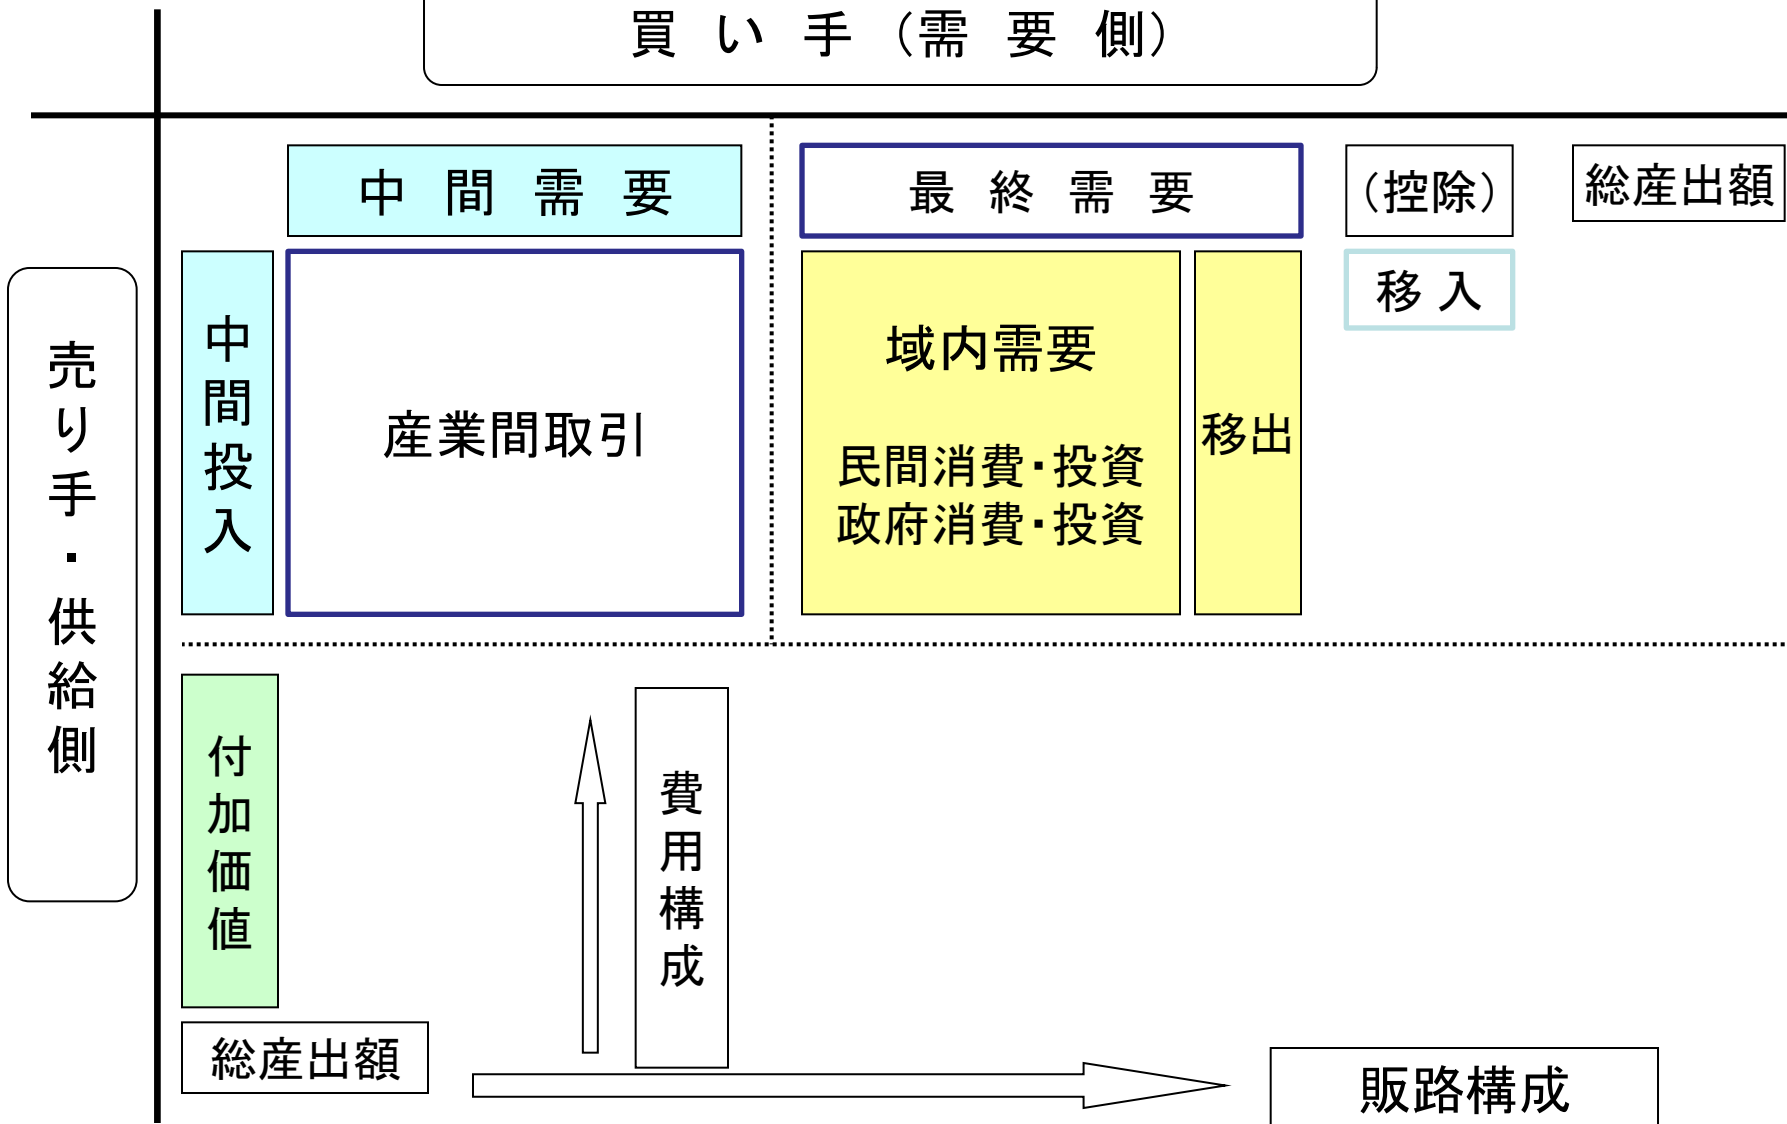 買い手（需要側）
中間需要
最終需要
（控除）
総産出額
売り手・供給側
中間投入
産業間取引
域内需要
民間消費・投資
政府消費・投資
移出
移入
付加価値
費用構成
総産出額
販路構成